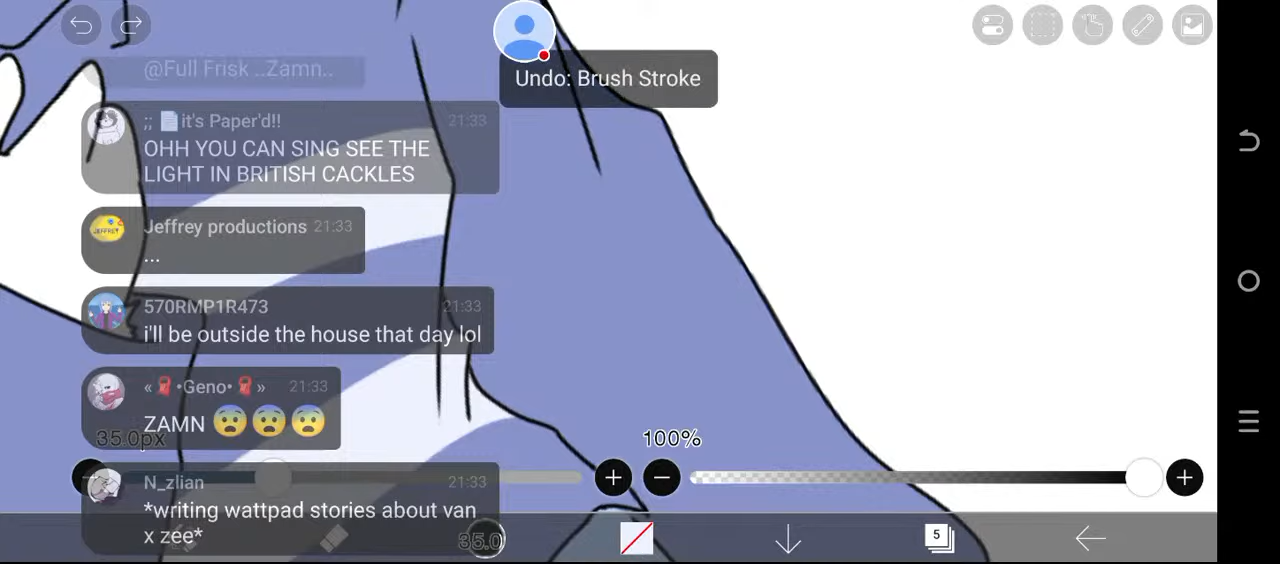 @Full Frisk ..Zamn..
Undo: Brush Stroke
;; 📄it's Paper'd!! 21:33
OHH YOU CAN SING SEE THE
LIGHT IN BRITISH CACKLES
JEFFREY
Jeffrey productions 21:33
...
570RMP1R473 21:33
i'll be outside the house that day lol
«🧣•Geno•🧣» 21:33
ZAMN 😨😨😨
35.0px
100%
N_zlian 21:33
*writing wattpad stories about van
x zee*
35.0
5